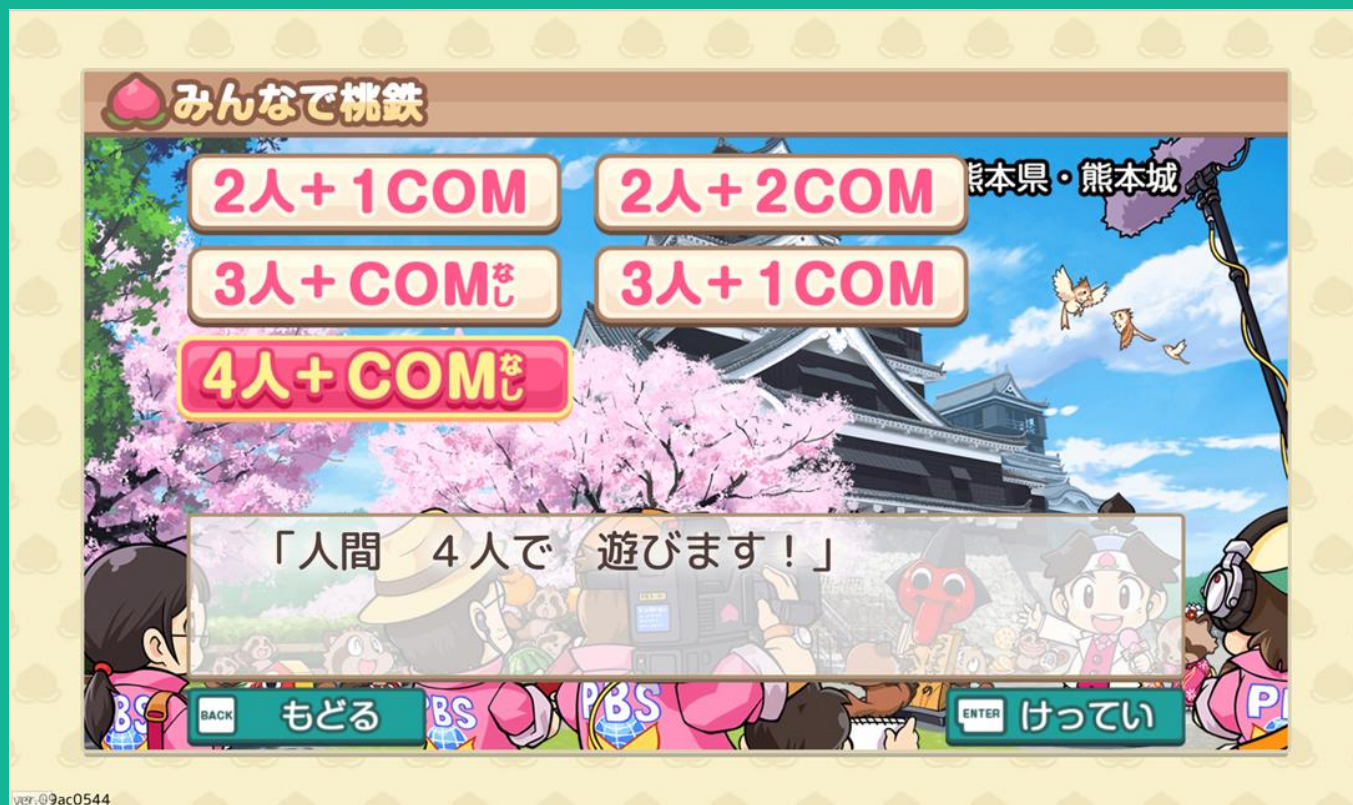 みんなで桃鉄
熊本県・熊本城
2人+1COM
2人+2COM
3人+COMなし
3人+1COM
4人+COMなし
「人間　4人で　遊びます！」
BACK もどる
ENTER けってい
PBS
PBS